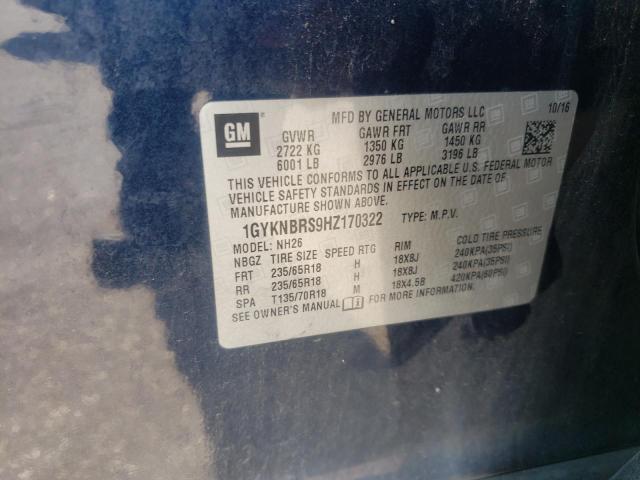 MFD BY GENERAL MOTORS LLC 10/16
GM
GVWR GAWR FRT GAWR RR
2722 KG 1350 KG 1450 KG
6001 LB 2976 LB 3196 LB
THIS VEHICLE CONFORMS TO ALL APPLICABLE U.S. FEDERAL MOTOR
VEHICLE SAFETY STANDARDS IN EFFECT ON THE DATE OF
MANUFACTURE SHOWN ABOVE.
1GYKNBRS9HZ170322 TYPE: M.P.V.
MODEL: NH26
NBGZ TIRE SIZE SPEED RTG RIM COLD TIRE PRESSURE
FRT 235/65R18 H 18X8J 240KPA(35PSI)
RR 235/65R18 H 18X8J 240KPA(35PSI)
SPA T135/70R18 M 18X4.5B 420KPA(60PSI)
SEE OWNER'S MANUAL FOR MORE INFORMATION.